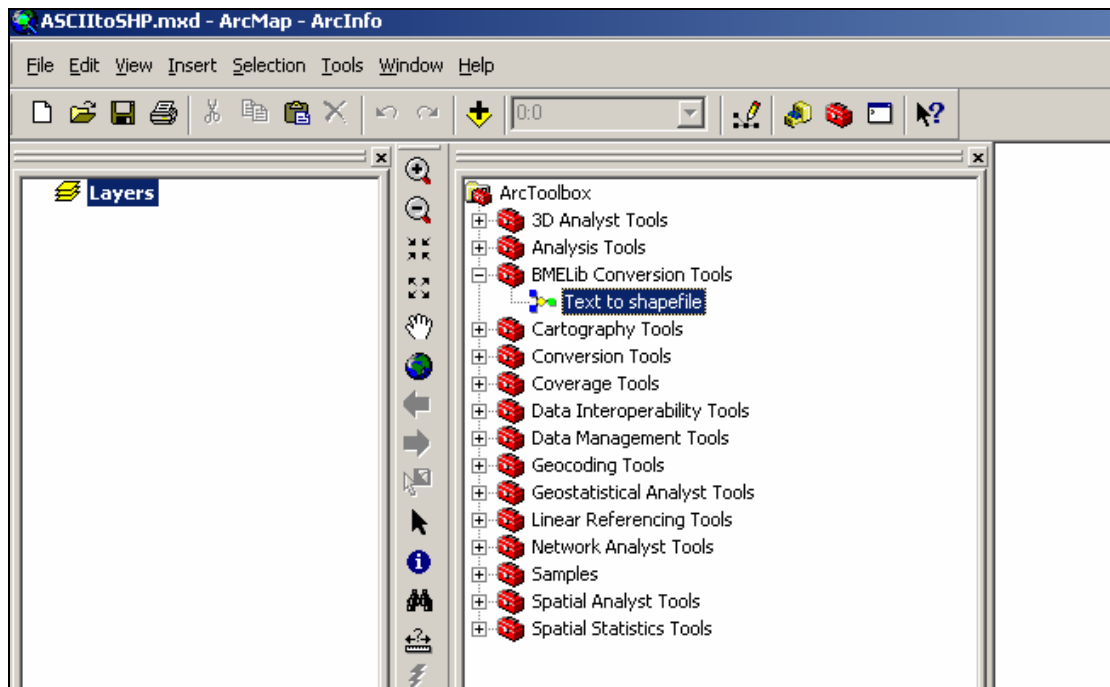 ASCIItoSHP.mxd - ArcMap - ArcInfo
File Edit View Insert Selection Tools Window Help
0:0
Layers
ArcToolbox
3D Analyst Tools
Analysis Tools
BMELib Conversion Tools
Text to shapefile
Cartography Tools
Conversion Tools
Coverage Tools
Data Interoperability Tools
Data Management Tools
Geocoding Tools
Geostatistical Analyst Tools
Linear Referencing Tools
Network Analyst Tools
Samples
Spatial Analyst Tools
Spatial Statistics Tools